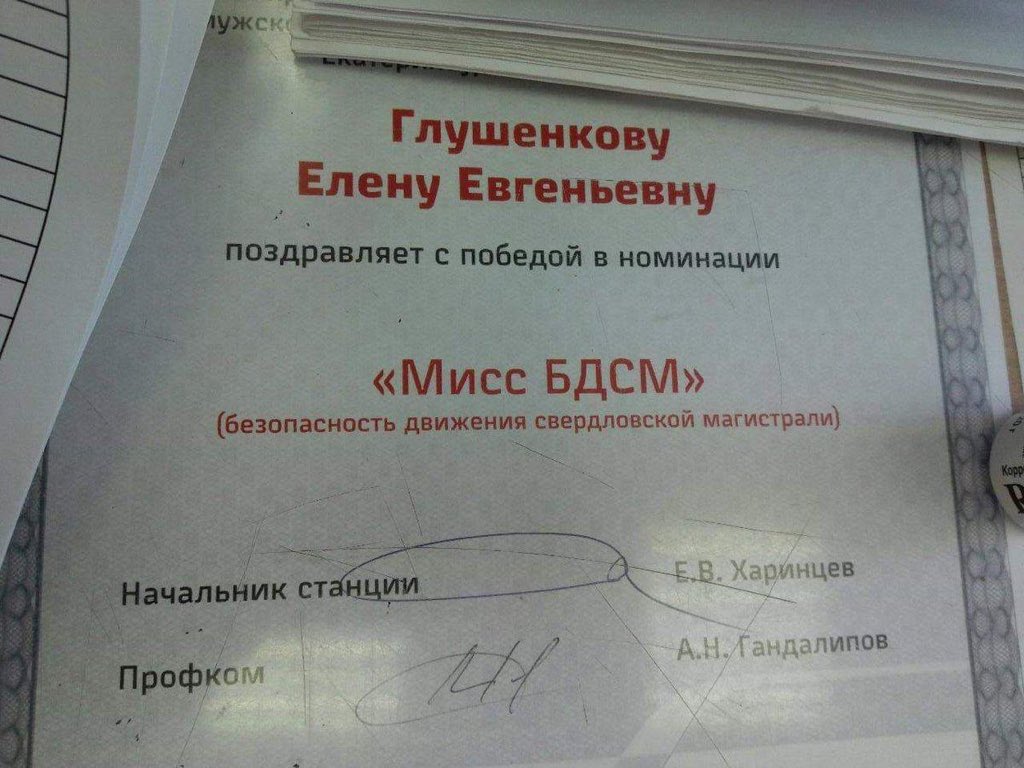 Глушенкову
Елену Евгеньевну
поздравляет с победой в номинации
«Мисс БДСМ»
(безопасность движения свердловской магистрали)
Начальник станции
Е.В. Харинцев
Профком
А.Н. Гандалипов